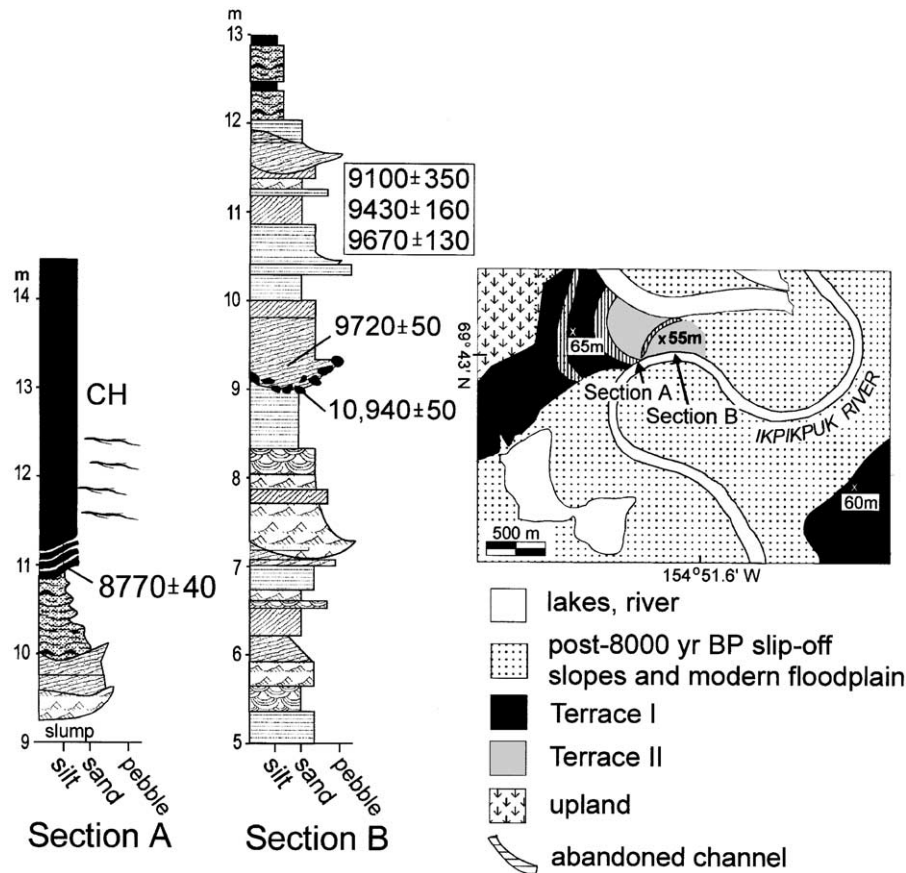 m
14
13
12
11
10
9
CH
8770±40
slump
silt
sand
pebble
Section A
m
13
12
11
10
9
8
7
6
5
9100±350
9430±160
9670±130
9720±50
10,940±50
silt
sand
pebble
Section B
69°43' N
65m
x 55m
Section A
Section B
IKPIKPUK RIVER
x
60m
500 m
154°51.6' W
lakes, river
post-8000 yr BP slip-off
slopes and modern floodplain
Terrace I
Terrace II
upland
abandoned channel